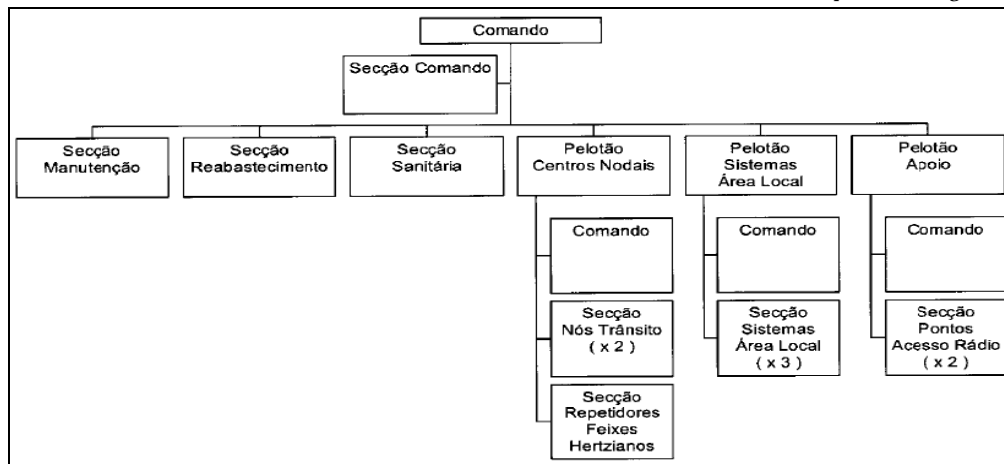 Comando
Secção Comando
Secção
Manutenção
Secção
Reabastecimento
Secção
Sanitária
Pelotão
Centros Nodais
Pelotão
Sistemas
Área Local
Pelotão
Apoio
Comando
Secção
Nós Trânsito
( x 2 )
Secção
Repetidores
Feixes
Hertzianos
Comando
Secção
Sistemas
Área Local
( x 3 )
Comando
Secção
Pontos
Acesso Rádio
( x 2 )